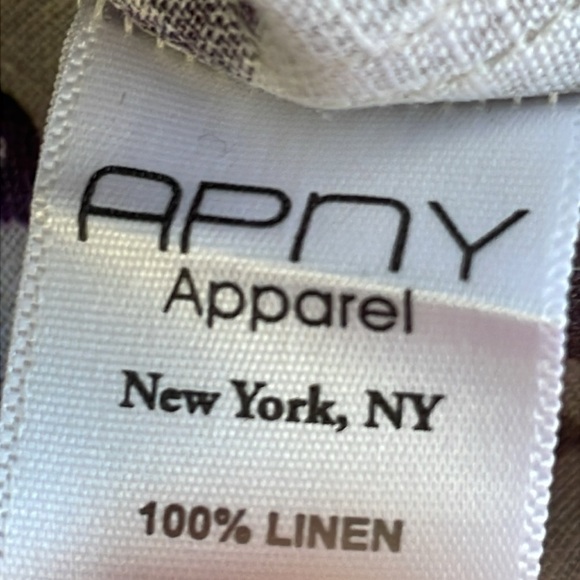 APNY
Apparel
New York, NY
100% LINEN